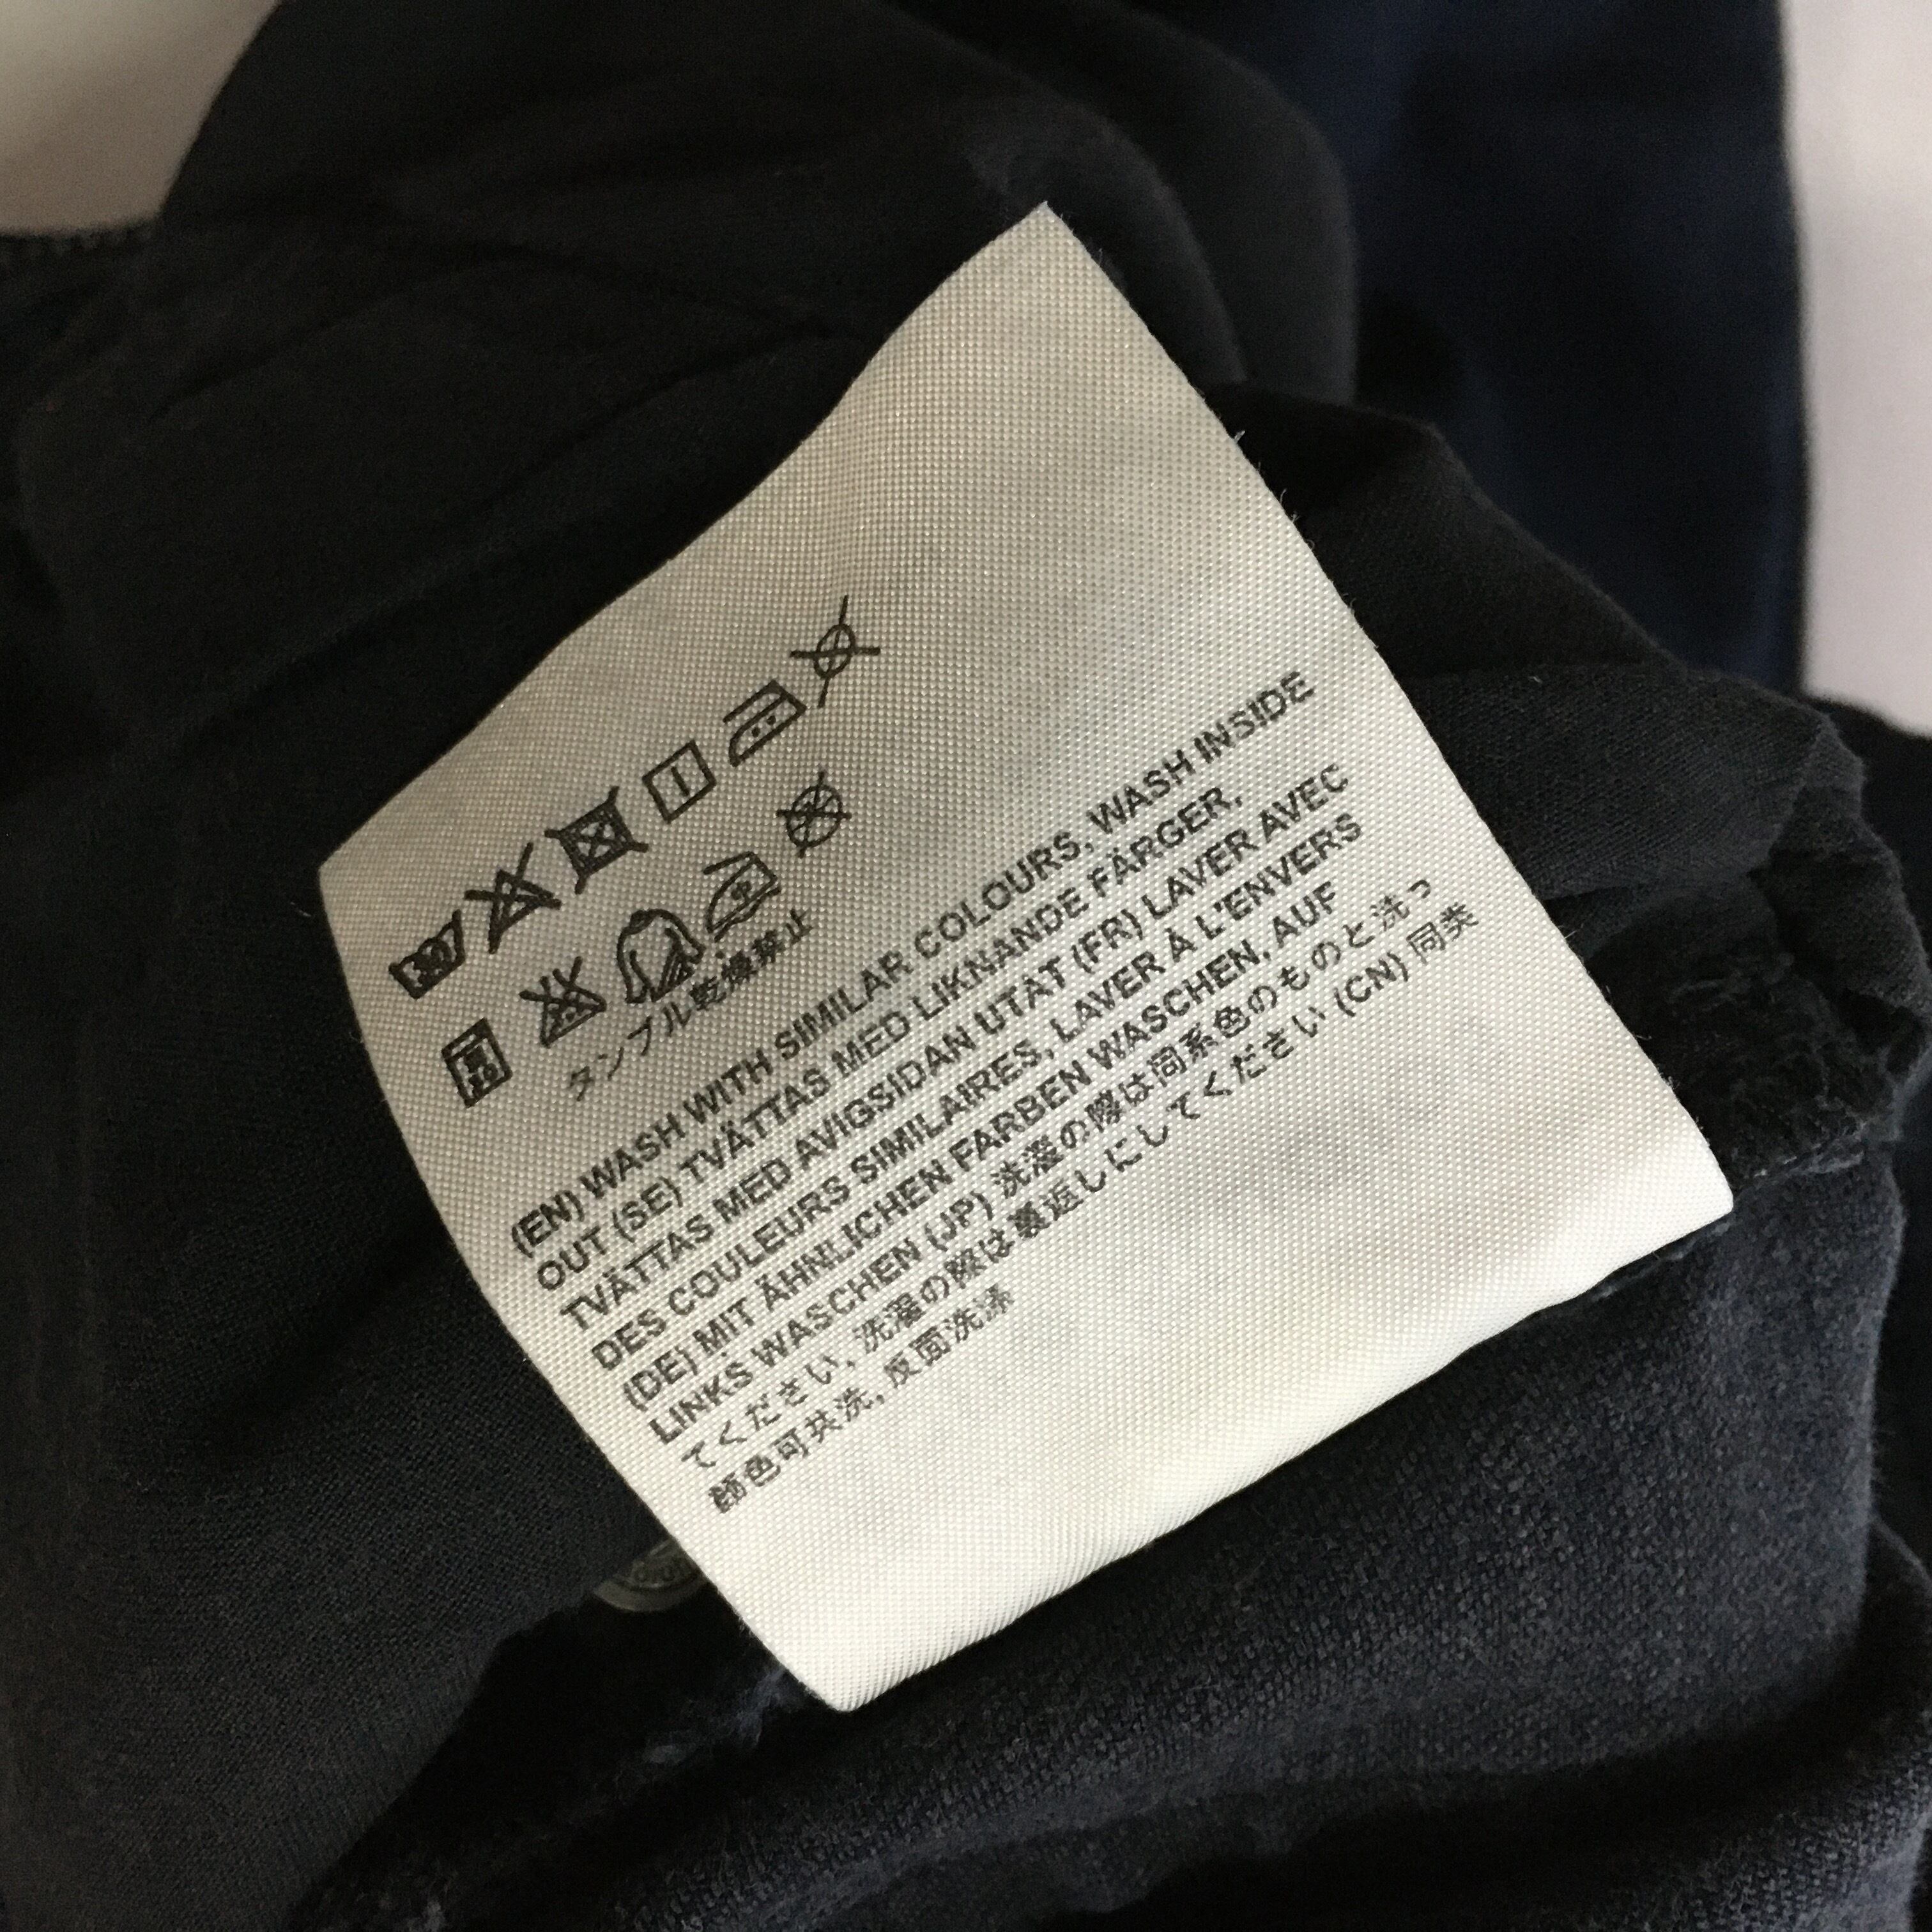 30
タンブル乾燥禁止
(EN) WASH WITH SIMILAR COLOURS, WASH INSIDE
OUT (SE) TVÄTTAS MED LIKNANDE FÄRGER,
TVÄTTAS MED AVIGSIDAN UTÅT (FR) LAVER AVEC
DES COULEURS SIMILAIRES, LAVER À L'ENVERS
(DE) MIT ÄHNLICHEN FARBEN WASCHEN, AUF
LINKS WASCHEN (JP) 洗濯の際は同系色のものと洗っ
てください, 洗濯の際は裏返しにしてください (CN) 同类
颜色可共洗, 反面洗涤